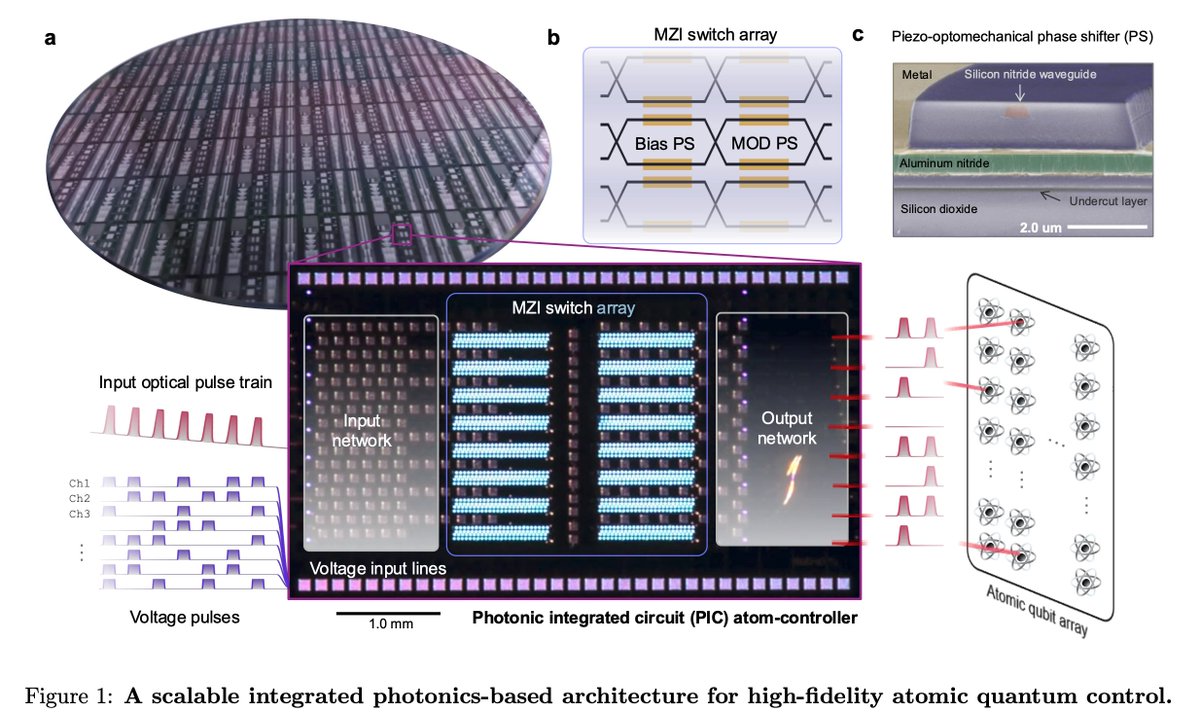 a
b
MZI switch array
Bias PS
MOD PS
c
Piezo-optomechanical phase shifter (PS)
Metal
Silicon nitride waveguide
Aluminum nitride
Undercut layer
Silicon dioxide
2.0 um
MZI switch array
Input optical pulse train
Input
network
Output
network
Ch1
Ch2
Ch3
Voltage input lines
Voltage pulses
1.0 mm
Photonic integrated circuit (PIC) atom-controller
Atomic qubit array
Figure 1: A scalable integrated photonics-based architecture for high-fidelity atomic quantum control.